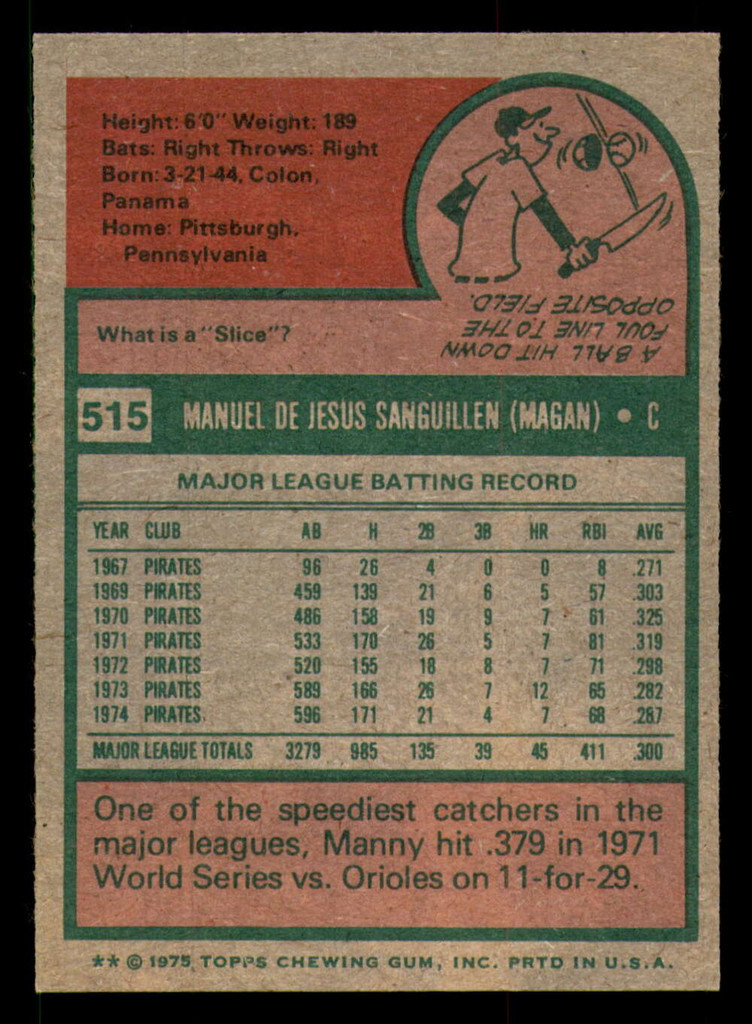 Height: 6'0" Weight: 189
Bats: Right Throws: Right
Born: 3-21-44, Colon,
Panama
Home: Pittsburgh,
Pennsylvania
What is a "Slice"?
A BALL HIT DOWN
FOUL LINE TO THE
OPPOSITE FIELD.
515 MANUEL DE JESUS SANGUILLEN (MAGAN) • C
MAJOR LEAGUE BATTING RECORD
YEAR CLUB AB H 2B 3B HR RBI AVG
1967 PIRATES 96 26 4 0 0 8 .271
1969 PIRATES 459 139 21 6 5 57 .303
1970 PIRATES 486 158 19 9 7 61 .325
1971 PIRATES 533 170 26 5 7 81 .319
1972 PIRATES 520 155 18 8 7 71 .298
1973 PIRATES 589 166 26 7 12 65 .282
1974 PIRATES 596 171 21 4 7 68 .287
MAJOR LEAGUE TOTALS 3279 985 135 39 45 411 .300
One of the speediest catchers in the
major leagues, Manny hit .379 in 1971
World Series vs. Orioles on 11-for-29.
** © 1975 TOPPS CHEWING GUM, INC. PRTD IN U.S.A.